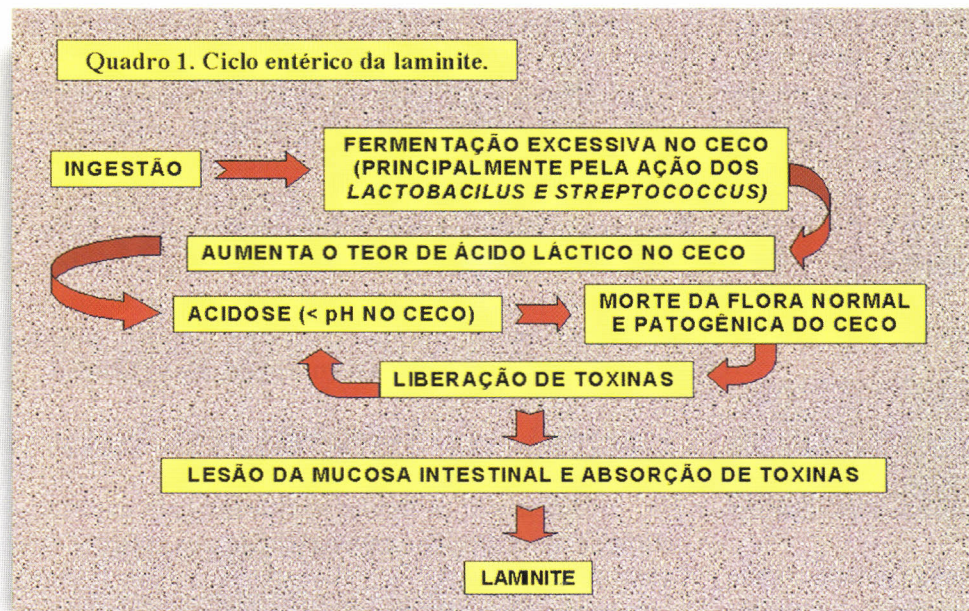 Quadro 1. Ciclo entérico da laminite.
INGESTÃO
FERMENTAÇÃO EXCESSIVA NO CECO
(PRINCIPALMENTE PELA AÇÃO DOS
LACTOBACILUS E STREPTOCOCCUS)
AUMENTA O TEOR DE ÁCIDO LÁCTICO NO CECO
ACIDOSE (< pH NO CECO)
MORTE DA FLORA NORMAL
E PATOGÊNICA DO CECO
LIBERAÇÃO DE TOXINAS
LESÃO DA MUCOSA INTESTINAL E ABSORÇÃO DE TOXINAS
LAMINITE